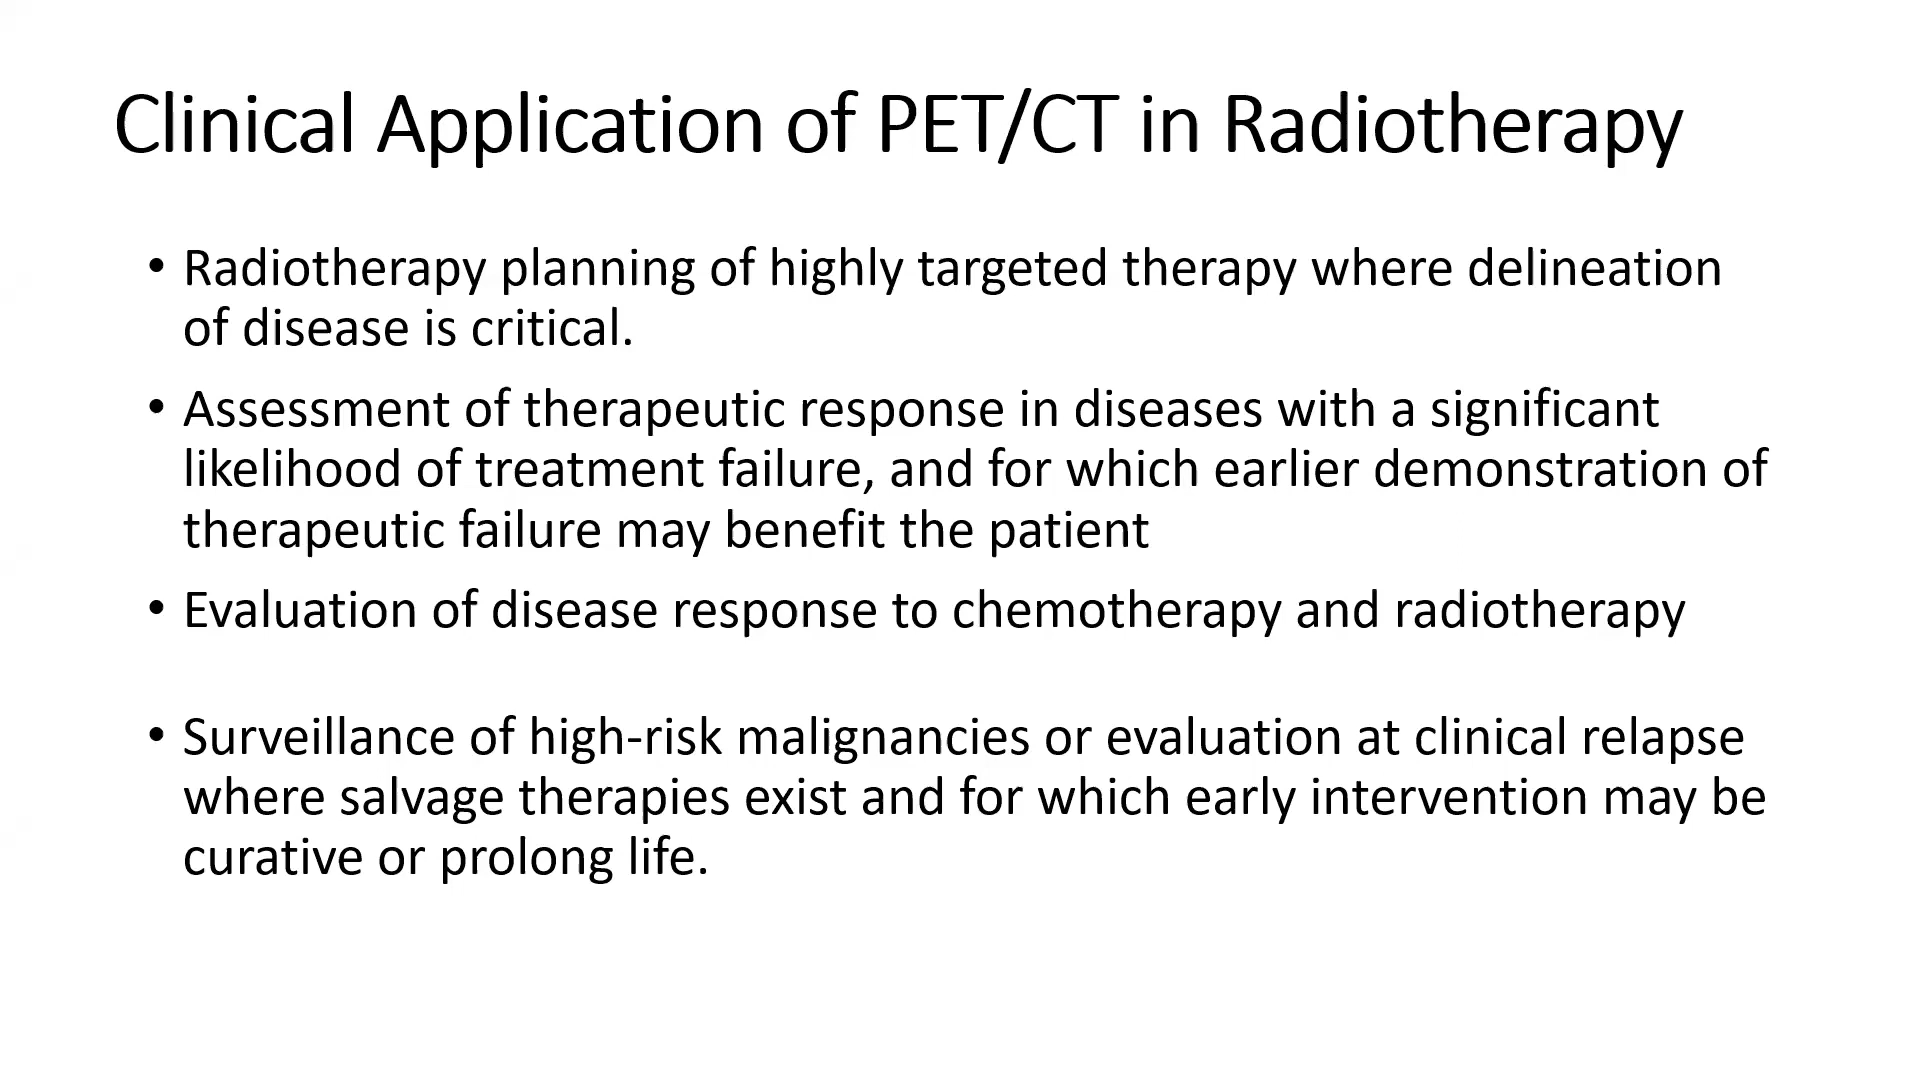 Clinical Application of PET/CT in Radiotherapy
• Radiotherapy planning of highly targeted therapy where delineation
of disease is critical.
• Assessment of therapeutic response in diseases with a significant
likelihood of treatment failure, and for which earlier demonstration of
therapeutic failure may benefit the patient
• Evaluation of disease response to chemotherapy and radiotherapy
• Surveillance of high-risk malignancies or evaluation at clinical relapse
where salvage therapies exist and for which early intervention may be
curative or prolong life.